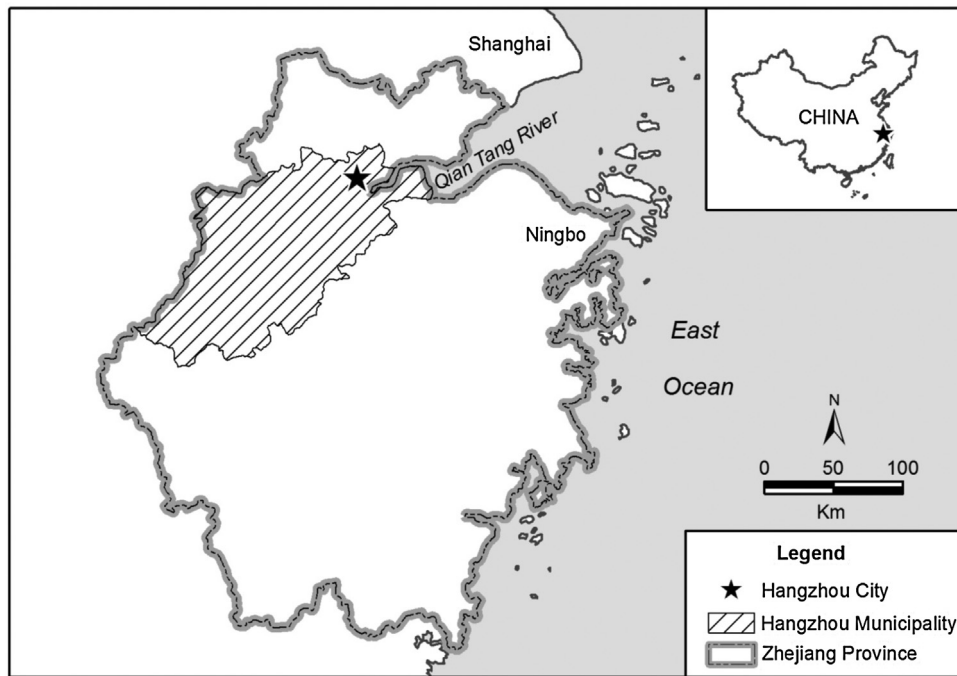 Shanghai
CHINA
Qian Tang River
Ningbo
East
Ocean
N
0 50 100
Km
Legend
Hangzhou City
Hangzhou Municipality
Zhejiang Province